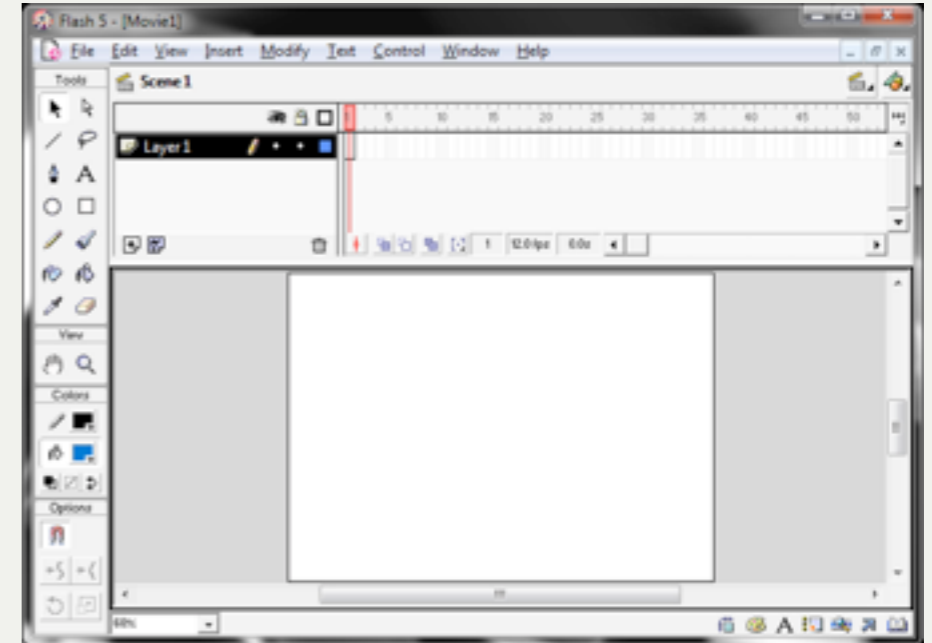 Flash 5 - [Movie1]
File Edit View Insert Modify Text Control Window Help
Tools
Scene 1
5 10 15 20 25 30 35 40 45 50
Layer 1
1 12.0 fps 0.0s
View
Colors
Options
A
A